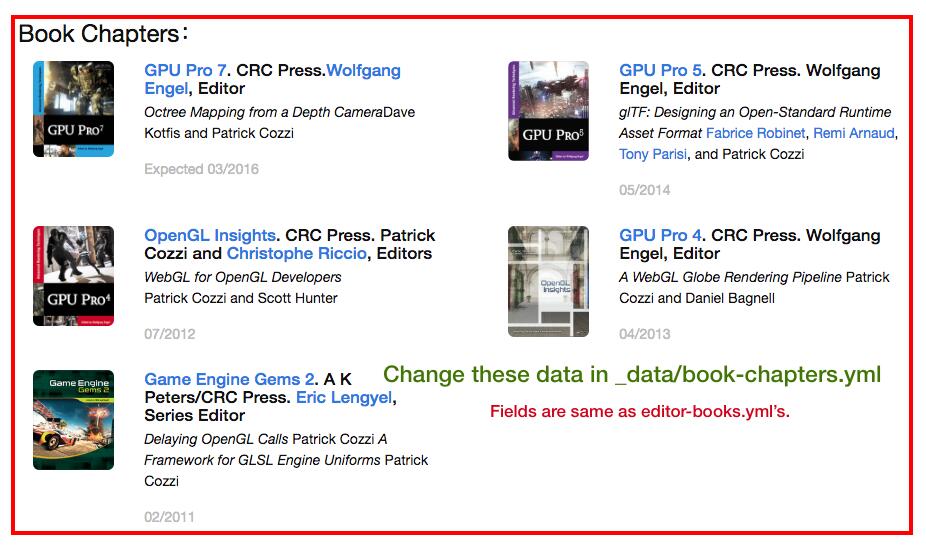 Book Chapters:
GPU PRO7
GPU Pro 7. CRC Press.Wolfgang
Engel, Editor
Octree Mapping from a Depth CameraDave
Kotfis and Patrick Cozzi
Expected 03/2016
GPU PRO5
GPU Pro 5. CRC Press. Wolfgang
Engel, Editor
glTF: Designing an Open-Standard Runtime
Asset Format Fabrice Robinet, Remi Arnaud,
Tony Parisi, and Patrick Cozzi
05/2014
GPU PRO4
OpenGL Insights. CRC Press. Patrick
Cozzi and Christophe Riccio, Editors
WebGL for OpenGL Developers
Patrick Cozzi and Scott Hunter
07/2012
OpenGL
Insights
GPU Pro 4. CRC Press. Wolfgang
Engel, Editor
A WebGL Globe Rendering Pipeline Patrick
Cozzi and Daniel Bagnell
04/2013
Game Engine
Gems 2
Game Engine Gems 2. A K
Peters/CRC Press. Eric Lengyel,
Series Editor
Delaying OpenGL Calls Patrick Cozzi A
Framework for GLSL Engine Uniforms Patrick
Cozzi
02/2011
Change these data in _data/book-chapters.yml
Fields are same as editor-books.yml's.